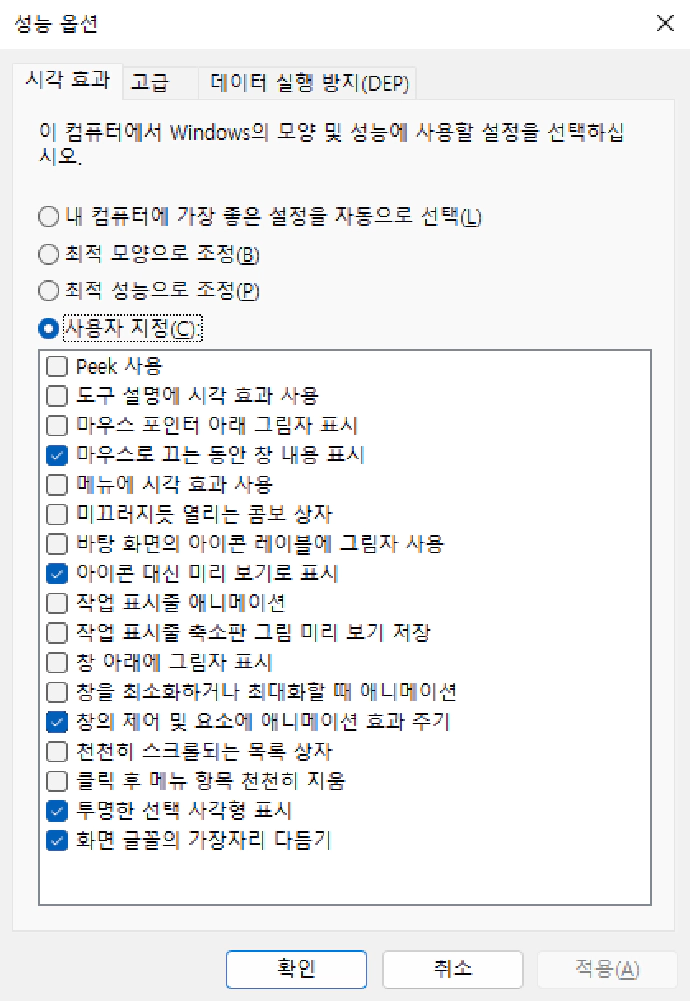 성능 옵션
시각 효과 고급 데이터 실행 방지(DEP)
이 컴퓨터에서 Windows의 모양 및 성능에 사용할 설정을 선택하십
시오.
내 컴퓨터에 가장 좋은 설정을 자동으로 선택(L)
최적 모양으로 조정(B)
최적 성능으로 조정(P)
사용자 지정(C):
Peek 사용
도구 설명에 시각 효과 사용
마우스 포인터 아래 그림자 표시
마우스로 끄는 동안 창 내용 표시
메뉴에 시각 효과 사용
미끄러지듯 열리는 콤보 상자
바탕 화면의 아이콘 레이블에 그림자 사용
아이콘 대신 미리 보기로 표시
작업 표시줄 애니메이션
작업 표시줄 축소판 그림 미리 보기 저장
창 아래에 그림자 표시
창을 최소화하거나 최대화할 때 애니메이션
창의 제어 및 요소에 애니메이션 효과 주기
천천히 스크롤되는 목록 상자
클릭 후 메뉴 항목 천천히 지움
투명한 선택 사각형 표시
화면 글꼴의 가장자리 다듬기
확인 취소 적용(A)